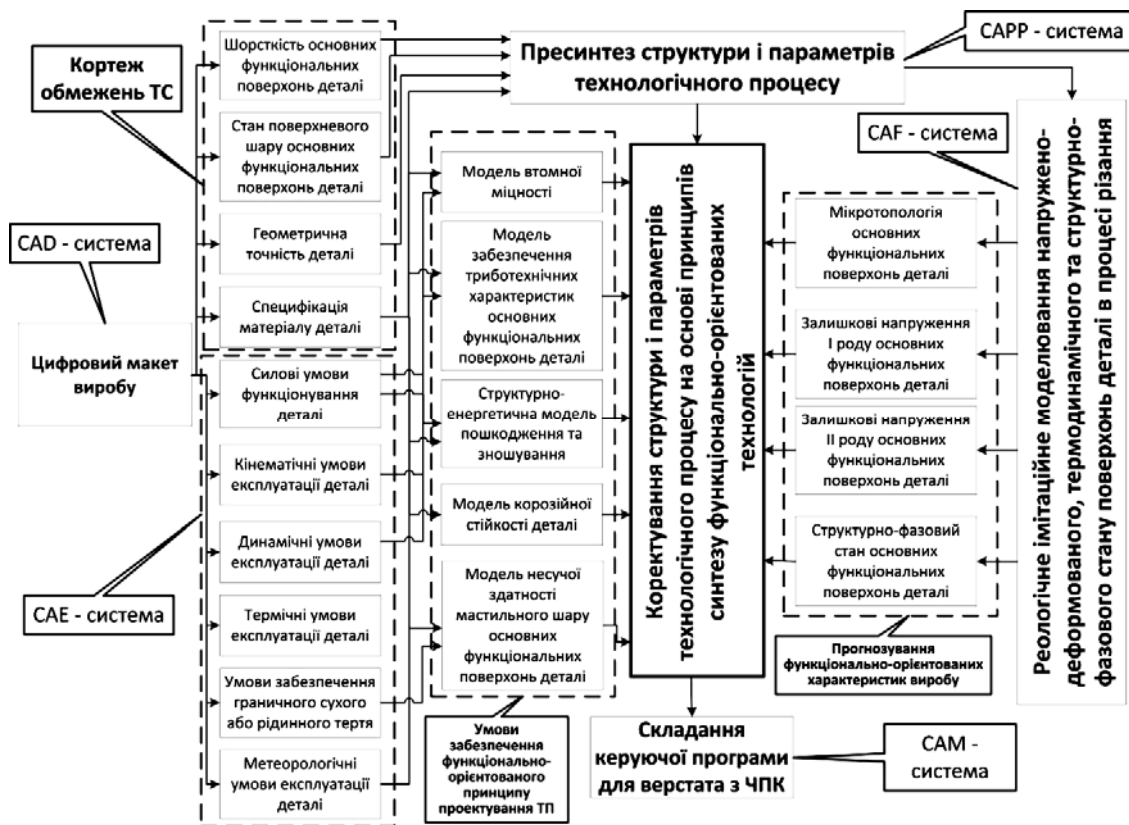 Кортеж
обмежень ТС
CAD - система
Цифровий макет
виробу
CAE - система
Шорсткість основних
функціональних
поверхонь деталі
Стан поверхневого
шару основних
функціональних
поверхонь деталі
Геометрична
точність деталі
Специфікація
матеріалу деталі
Силові умови
функціонування
деталі
Кінематичні умови
експлуатації деталі
Динамічні умови
експлуатації деталі
Термічні умови
експлуатації деталі
Умови забезпечення
граничного сухого
або рідинного тертя
Метеорологічні
умови експлуатації
деталі
Пресинтез структури і параметрів
технологічного процесу
CAPP - система
CAF – система
Модель втомної
міцності
Модель
забезпечення
триботехнічних
характеристик
основних
функціональних
поверхонь деталі
Структурно-
енергетична модель
пошкодження та
зношування
Модель корозійної
стійкості деталі
Модель несучої
здатності
мастильного шару
основних
функціональних
поверхонь деталі
Умови
забезпечення
функціонально-
орієнтованого
принципу
проектування ТП
Коректування структури і параметрів
технологічного процесу на основі принципів
синтезу функціонально-орієнтованих
технологій
Мікротопологія
основних
функціональних
поверхонь деталі
Залишкові напруження
І роду основних
функціональних
поверхонь деталі
Залишкові напруження
ІІ роду основних
функціональних
поверхонь деталі
Структурно-фазовий
стан основних
функціональних
поверхонь деталі
Прогнозування
функціонально-орієнтованих
характеристик виробу
Реологічне імітаційне моделювання напружено-
деформованого, термодинамічного та структурно-
фазового стану поверхонь деталі в процесі різання
Складання
керуючої програми
для верстата з ЧПК
CAM -
система